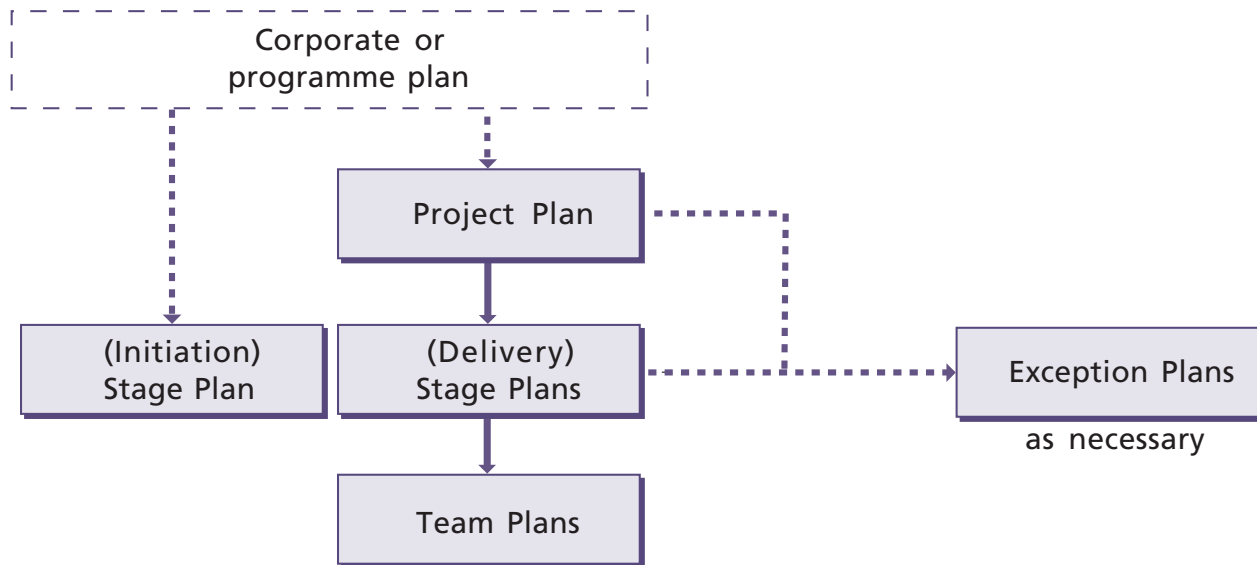 Corporate or
programme plan
Project Plan
(Initiation)
Stage Plan
(Delivery)
Stage Plans
Exception Plans
as necessary
Team Plans